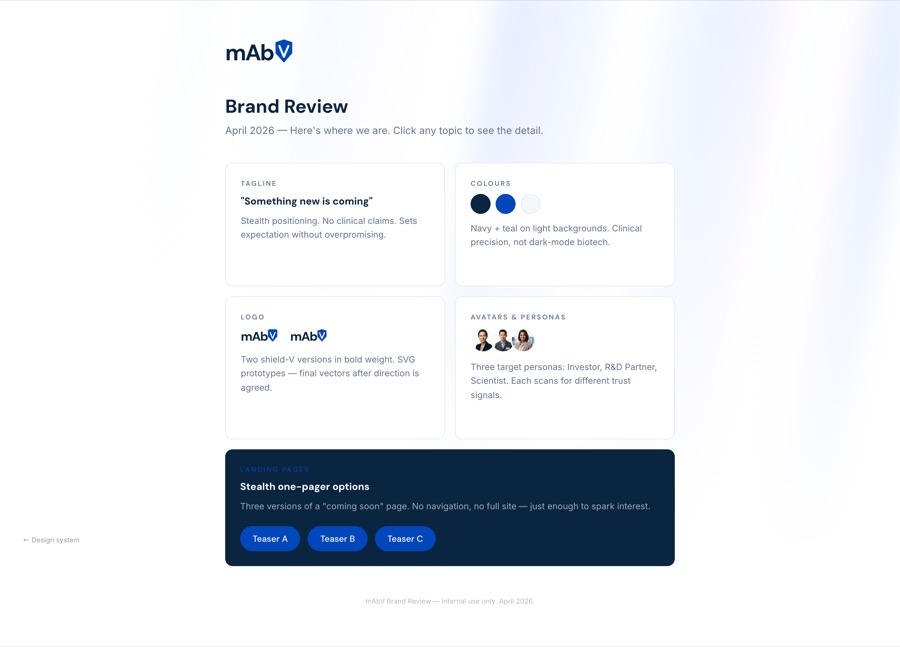 mAbV
Brand Review
April 2026 — Here's where we are. Click any topic to see the detail.
TAGLINE
"Something new is coming"
Stealth positioning. No clinical claims. Sets
expectation without overpromising.
COLOURS
Navy + teal on light backgrounds. Clinical
precision, not dark-mode biotech.
LOGO
mAbV mAbV
Two shield-V versions in bold weight. SVG
prototypes — final vectors after direction is
agreed.
AVATARS & PERSONAS
Three target personas: Investor, R&D Partner,
Scientist. Each scans for different trust
signals.
LANDING PAGES
Stealth one-pager options
Three versions of a "coming soon" page. No navigation, no full site — just enough to spark interest.
Teaser A Teaser B Teaser C
← Design system
mAbV Brand Review — Internal use only. April 2026.